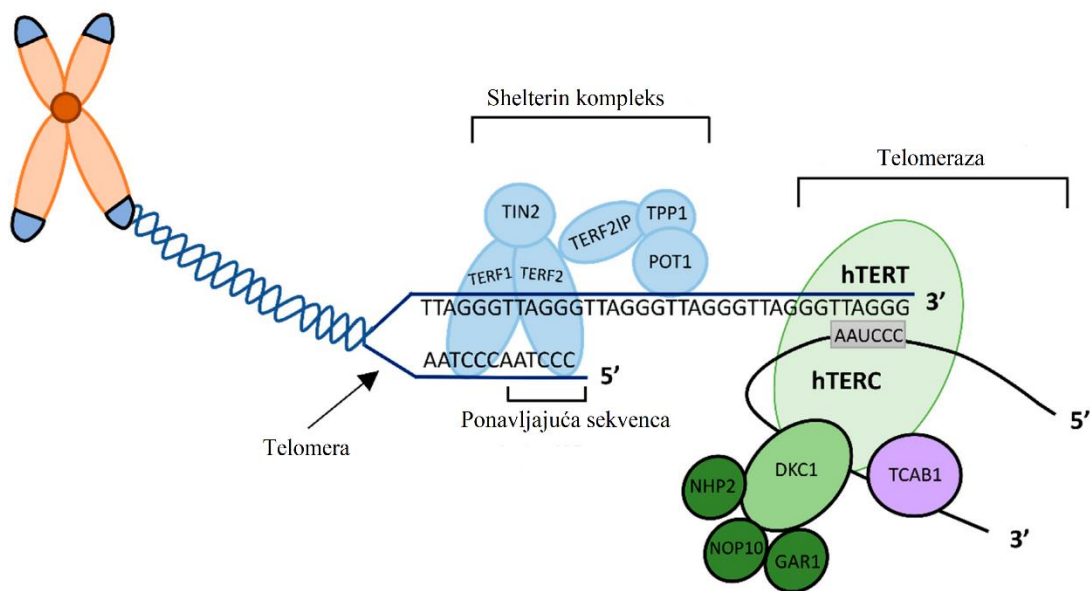 Shelterin kompleks
Telomeraza
TIN2
TERF2IP
TPP1
TERF1
TERF2
POT1
hTERT
TTAGGGTTAGGGTTAGGGTTAGGGTTAGGGTTAGGG
3’
AAUCCC
AATCCCAATCCC
5’
hTERC
Ponavljajuća sekvenca
Telomera
5’
DKC1
TCAB1
NHP2
NOP10
GAR1
3’